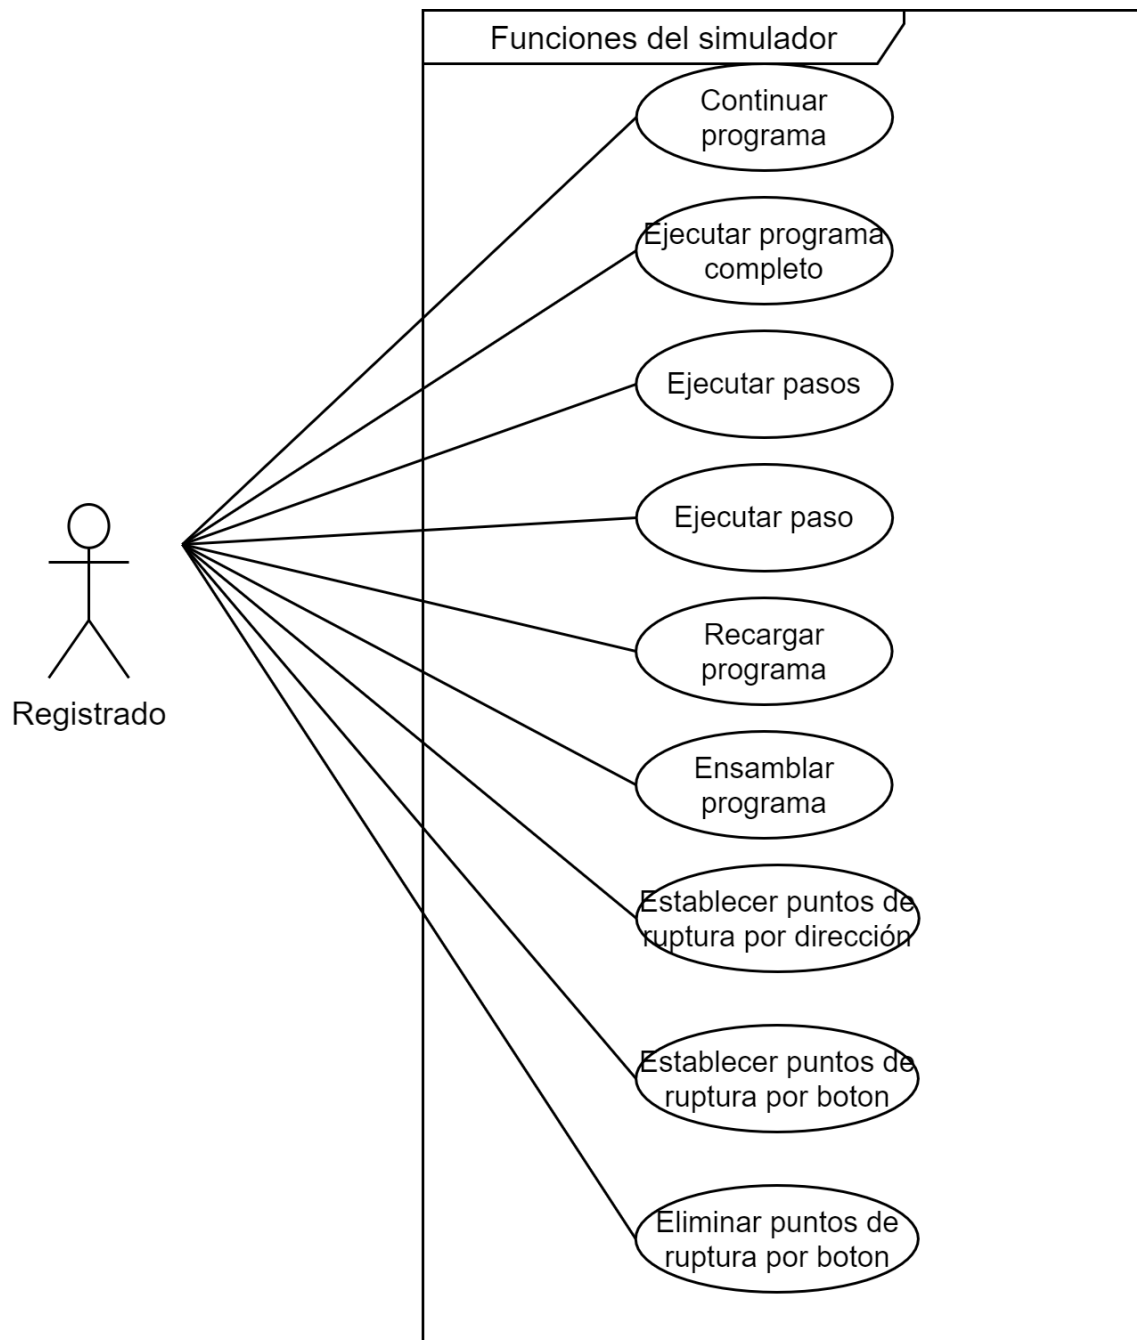 Funciones del simulador
Continuar
programa
Ejecutar programa
completo
Ejecutar pasos
Ejecutar paso
Registrado
Recargar
programa
Ensamblar
programa
Establecer puntos de
ruptura por dirección
Establecer puntos de
ruptura por boton
Eliminar puntos de
ruptura por boton